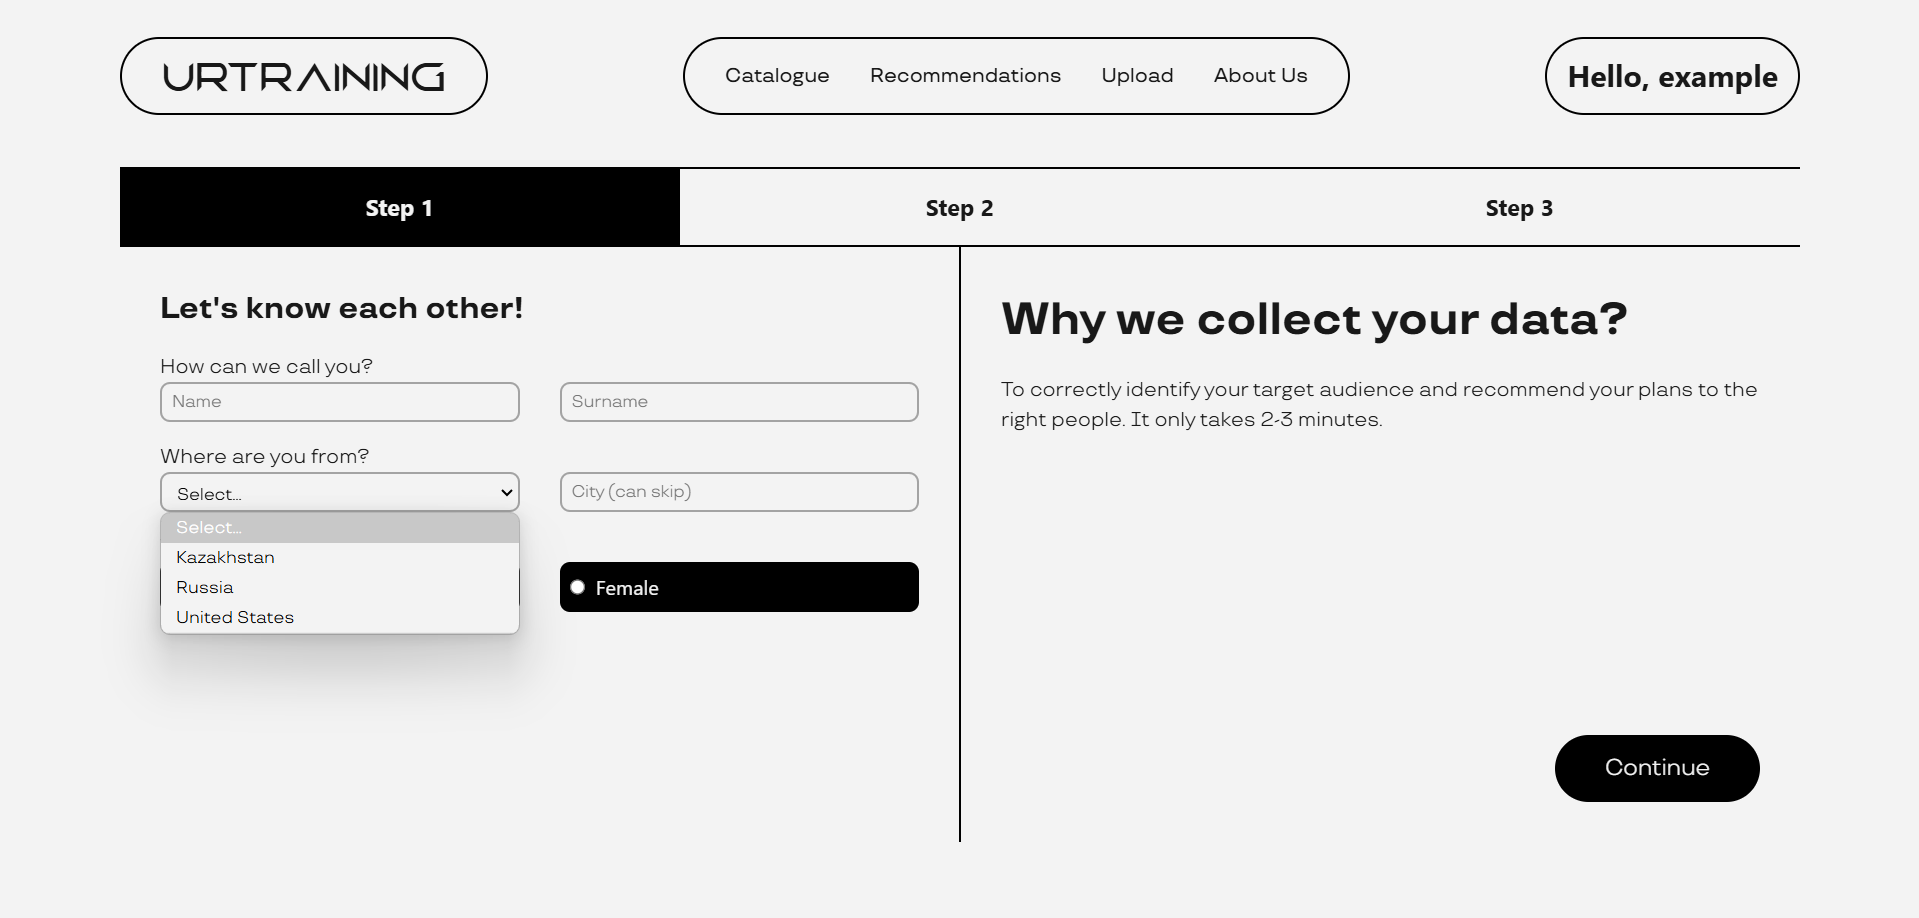 URTRAINING
Catalogue Recommendations Upload About Us
Hello, example
Step 1 Step 2 Step 3
Let's know each other!
How can we call you?
Name
Surname
Where are you from?
Select...
City (can skip)
Select...
Kazakhstan
Russia
United States
Female
Why we collect your data?
To correctly identify your target audience and recommend your plans to the
right people. It only takes 2-3 minutes.
Continue